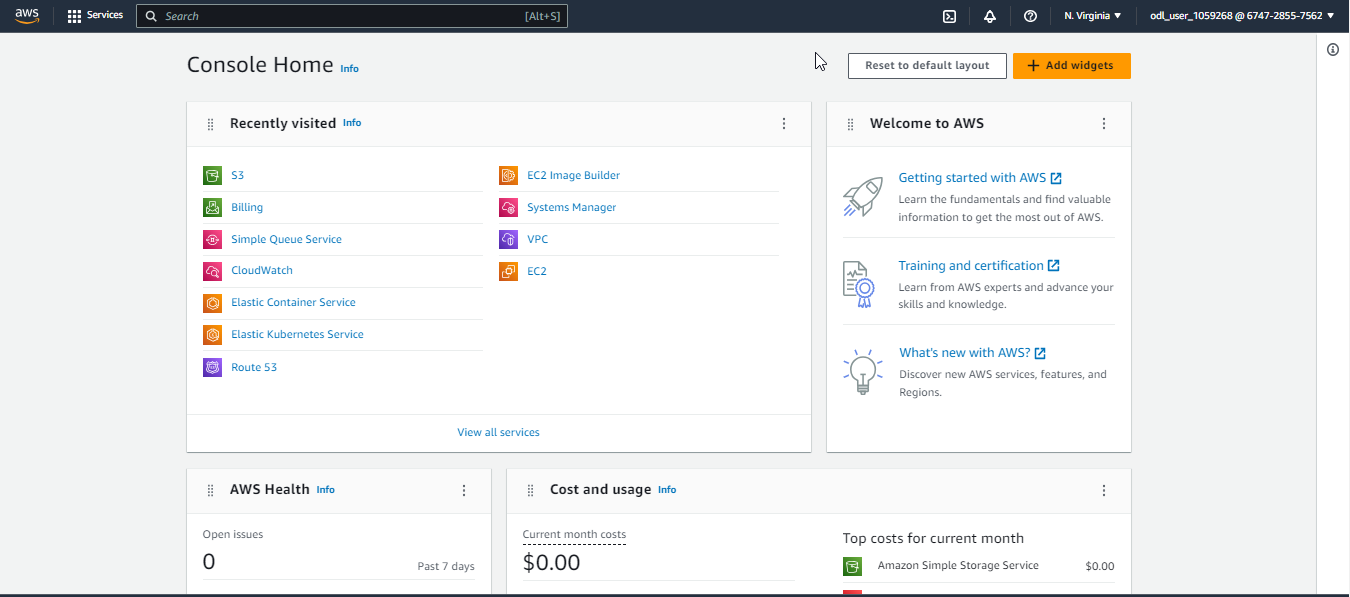 aws
Services
Search
[Alt+S]
N. Virginia
odl_user_1059268 @ 6747-2855-7562
Console Home Info
Reset to default layout
Add widgets
Recently visited Info
S3
Billing
Simple Queue Service
CloudWatch
Elastic Container Service
Elastic Kubernetes Service
Route 53
EC2 Image Builder
Systems Manager
VPC
EC2
View all services
Welcome to AWS
Getting started with AWS
Learn the fundamentals and find valuable
information to get the most out of AWS.
Training and certification
Learn from AWS experts and advance your
skills and knowledge.
What's new with AWS?
Discover new AWS services, features, and
Regions.
AWS Health Info
Open issues
0
Past 7 days
Cost and usage Info
Current month costs
$0.00
Top costs for current month
Amazon Simple Storage Service $0.00